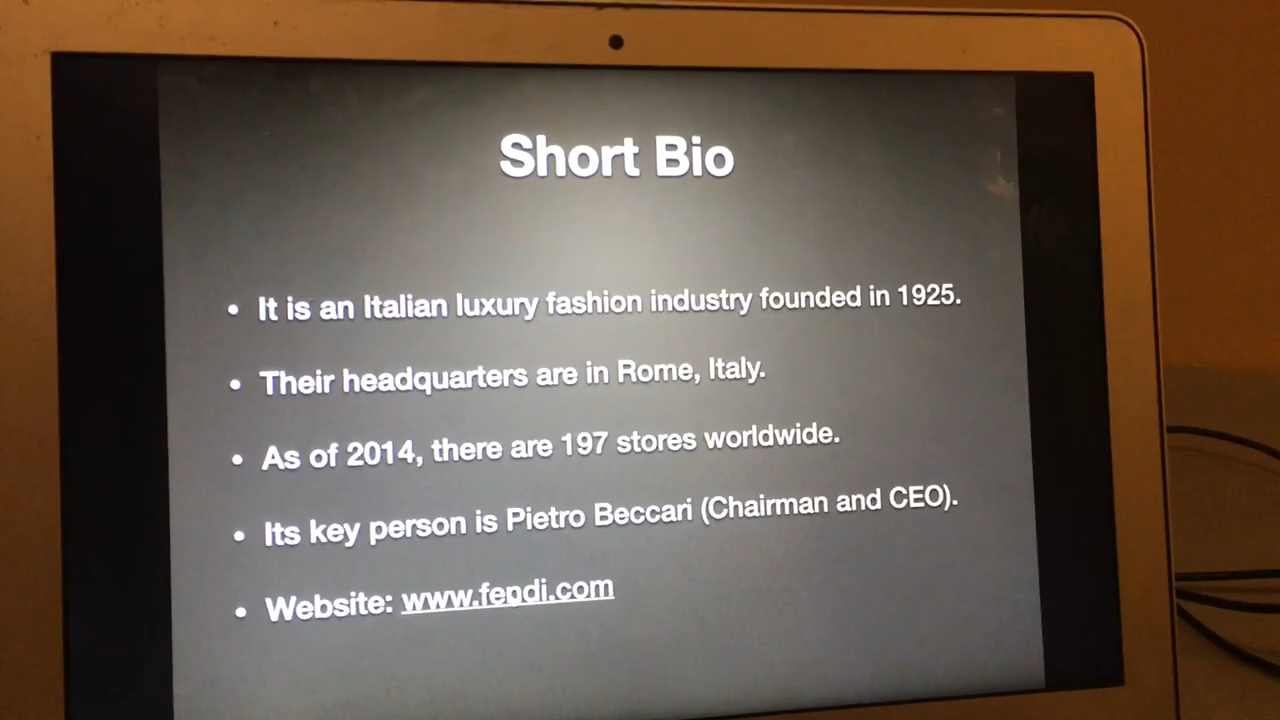 Short Bio
• It is an Italian luxury fashion industry founded in 1925.
• Their headquarters are in Rome, Italy.
• As of 2014, there are 197 stores worldwide.
• Its key person is Pietro Beccari (Chairman and CEO).
• Website: www.fendi.com